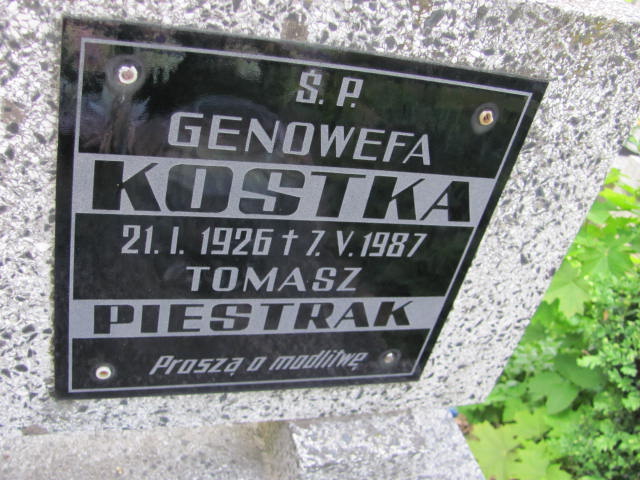 Ś. P.
GENOWEFA
KOSTKA
21. I. 1926 † 7. V. 1987
TOMASZ
PIESTRAK
Proszą o modlitwę